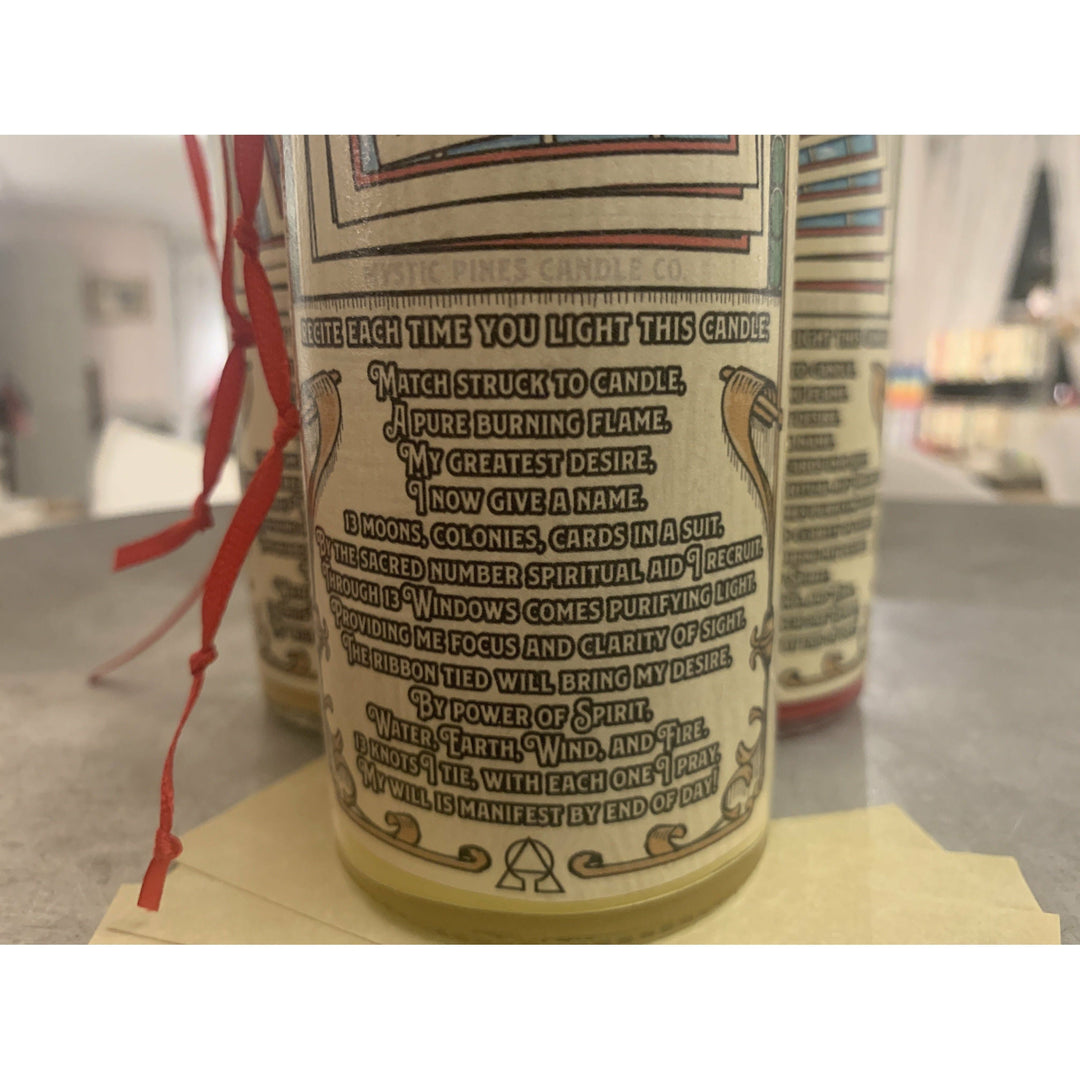 MYSTIC PINES CANDLE CO.
RECITE EACH TIME YOU LIGHT THIS CANDLE;
MATCH STRUCK TO CANDLE,
A PURE BURNING FLAME.
MY GREATEST DESIRE,
I NOW GIVE A NAME.
13 MOONS, COLONIES, CARDS IN A SUIT,
BY THE SACRED NUMBER SPIRITUAL AID I RECRUIT.
THROUGH 13 WINDOWS COMES PURIFYING LIGHT,
PROVIDING ME FOCUS AND CLARITY OF SIGHT.
THE RIBBON TIED WILL BRING MY DESIRE,
BY POWER OF SPIRIT,
WATER, EARTH, WIND, AND FIRE.
13 KNOTS I TIE, WITH EACH ONE I PRAY,
MY WILL IS MANIFEST BY END OF DAY!
LIGHT THIS